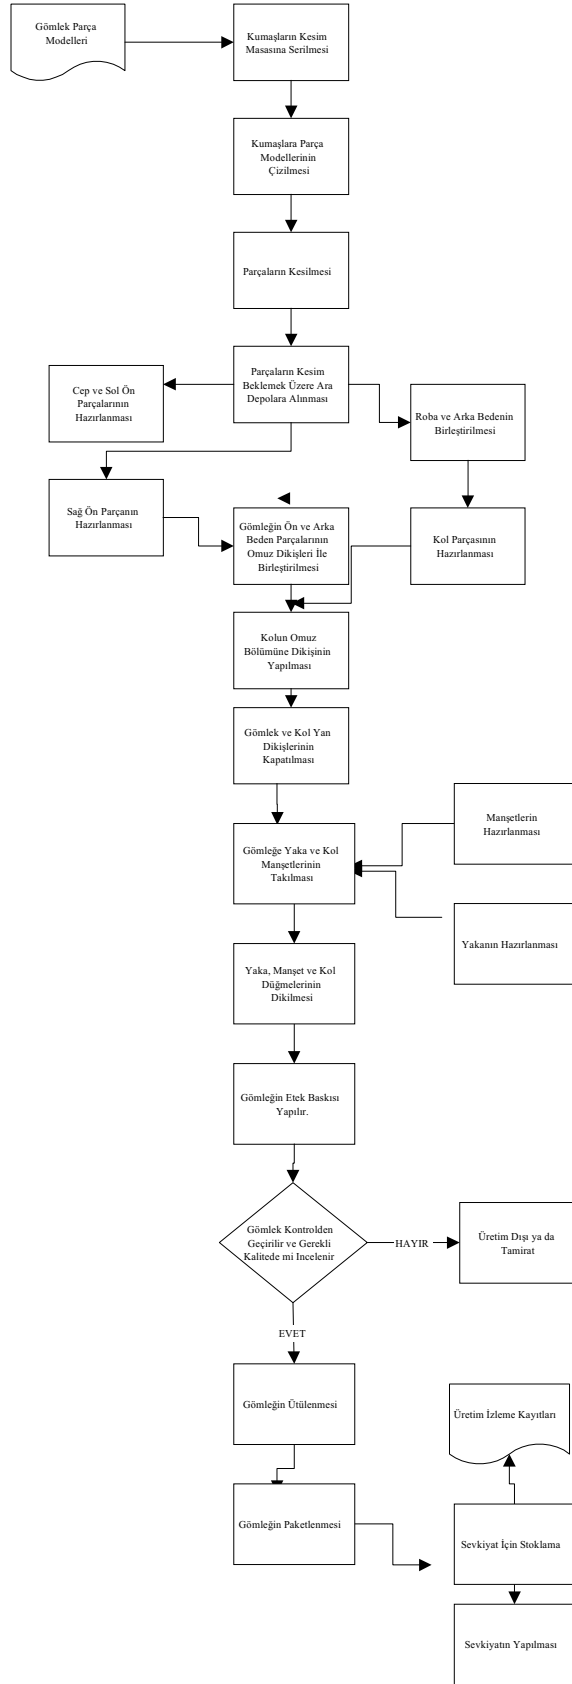 Gömlek Parça
Modelleri
Kumaşların Kesim
Masasına Serilmesi
Kumaşlara Parça
Modellerinin
Çizilmesi
Parçaların Kesilmesi
Parçaların Kesim
Beklemek Üzere Ara
Depolara Alınması
Cep ve Sol Ön
Parçalarının
Hazırlanması
Roba ve Arka Bedenin
Birleştirilmesi
Sağ Ön Parçanın
Hazırlanması
Gömleğin Ön ve Arka
Beden Parçalarının
Omuz Dikişleri İle
Birleştirilmesi
Kol Parçasının
Hazırlanması
Kolun Omuz
Bölümüne Dikişinin
Yapılması
Gömlek ve Kol Yan
Dikişlerinin
Kapatılması
Manşetlerin
Hazırlanması
Gömleğe Yaka ve Kol
Manşetlerinin
Takılması
Yakanın Hazırlanması
Yaka, Manşet ve Kol
Düğmelerinin
Dikilmesi
Gömleğin Etek Baskısı
Yapılır.
Gömlek Kontrolden
Geçirilir ve Gerekli
Kalitede mi Incelenir
HAYIR
Üretim Dışı ya da
Tamirat
EVET
Gömleğin Ütülenmesi
Üretim İzleme Kayıtları
Gömleğin Paketlenmesi
Sevkiyat İçin Stoklama
Sevkiyatın Yapılması